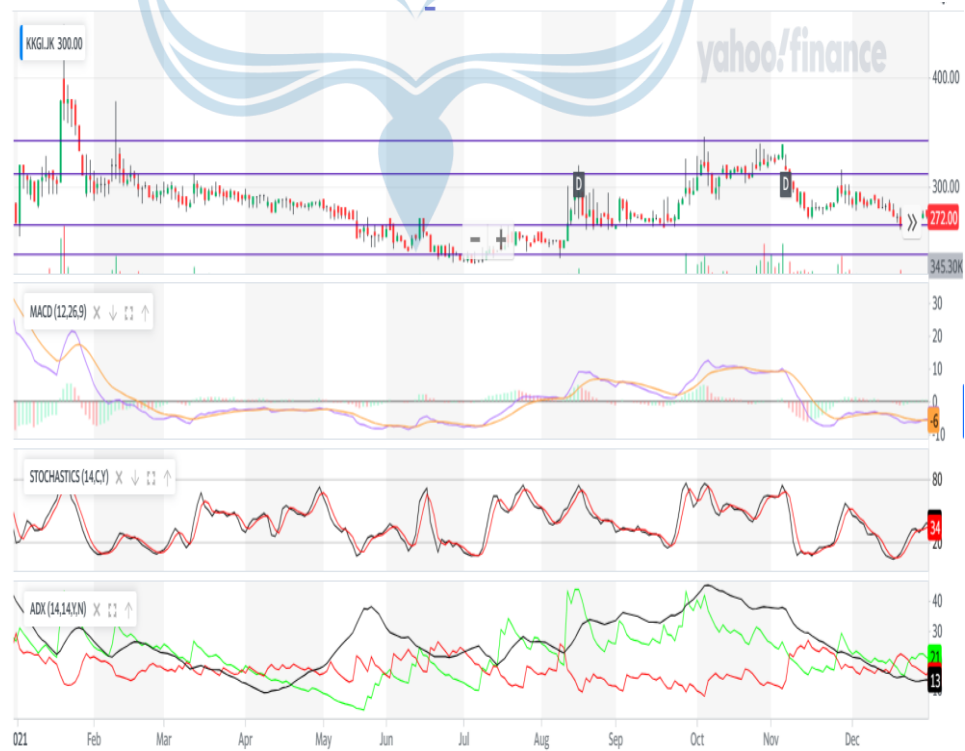 KKGI.JK 300.00
yahoo!finance
400.00
300.00
D
D
272.00
345.30K
MACD (12,26,9)
30
20
10
0
-6
-10
STOCHASTICS (14,C,Y)
80
34
20
ADX (14,14,Y,N)
40
30
21
13
021 Feb Mar Apr May Jun Jul Aug Sep Oct Nov Dec